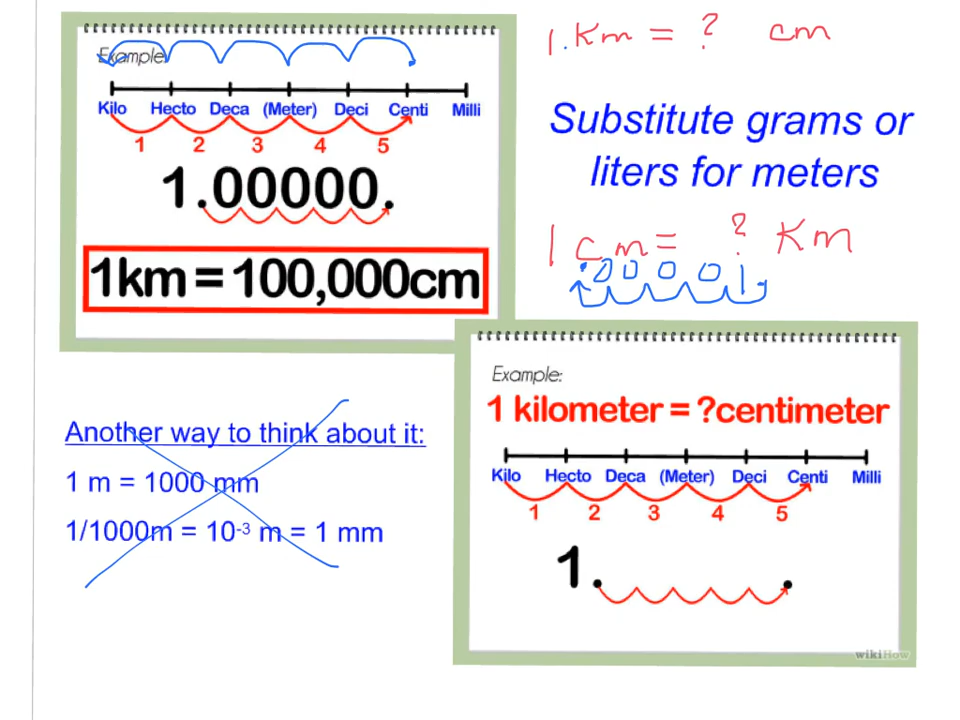 Example:
Kilo Hecto Deca (Meter) Deci Centi Milli
1 2 3 4 5
1.00000.
1km = 100,000cm
1.Km = ? cm
Substitute grams or
liters for meters
1 cm = ? Km
.00001
Another way to think about it:
1 m = 1000 mm
1/1000m = 10⁻³ m = 1 mm
Example:
1 kilometer = ?centimeter
Kilo Hecto Deca (Meter) Deci Centi Milli
1 2 3 4 5
1. .
wikiHow